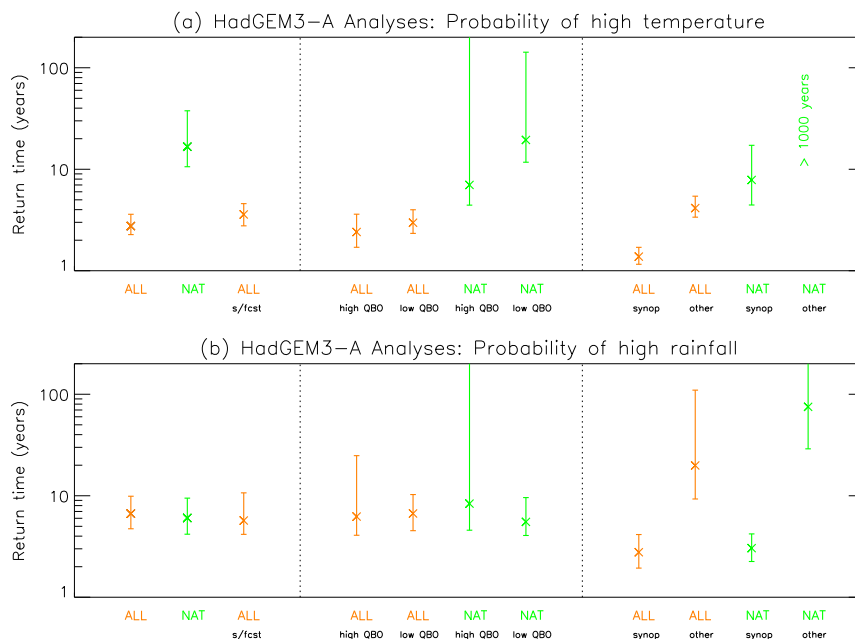 (a) HadGEM3-A Analyses: Probability of high temperature
Return time (years)
100
10
1
> 1000 years
ALL NAT ALL ALL ALL NAT NAT ALL ALL NAT NAT
s/fcst high QBO low QBO high QBO low QBO synop other synop other
(b) HadGEM3-A Analyses: Probability of high rainfall
Return time (years)
100
10
1
ALL NAT ALL ALL ALL NAT NAT ALL ALL NAT NAT
s/fcst high QBO low QBO high QBO low QBO synop other synop other